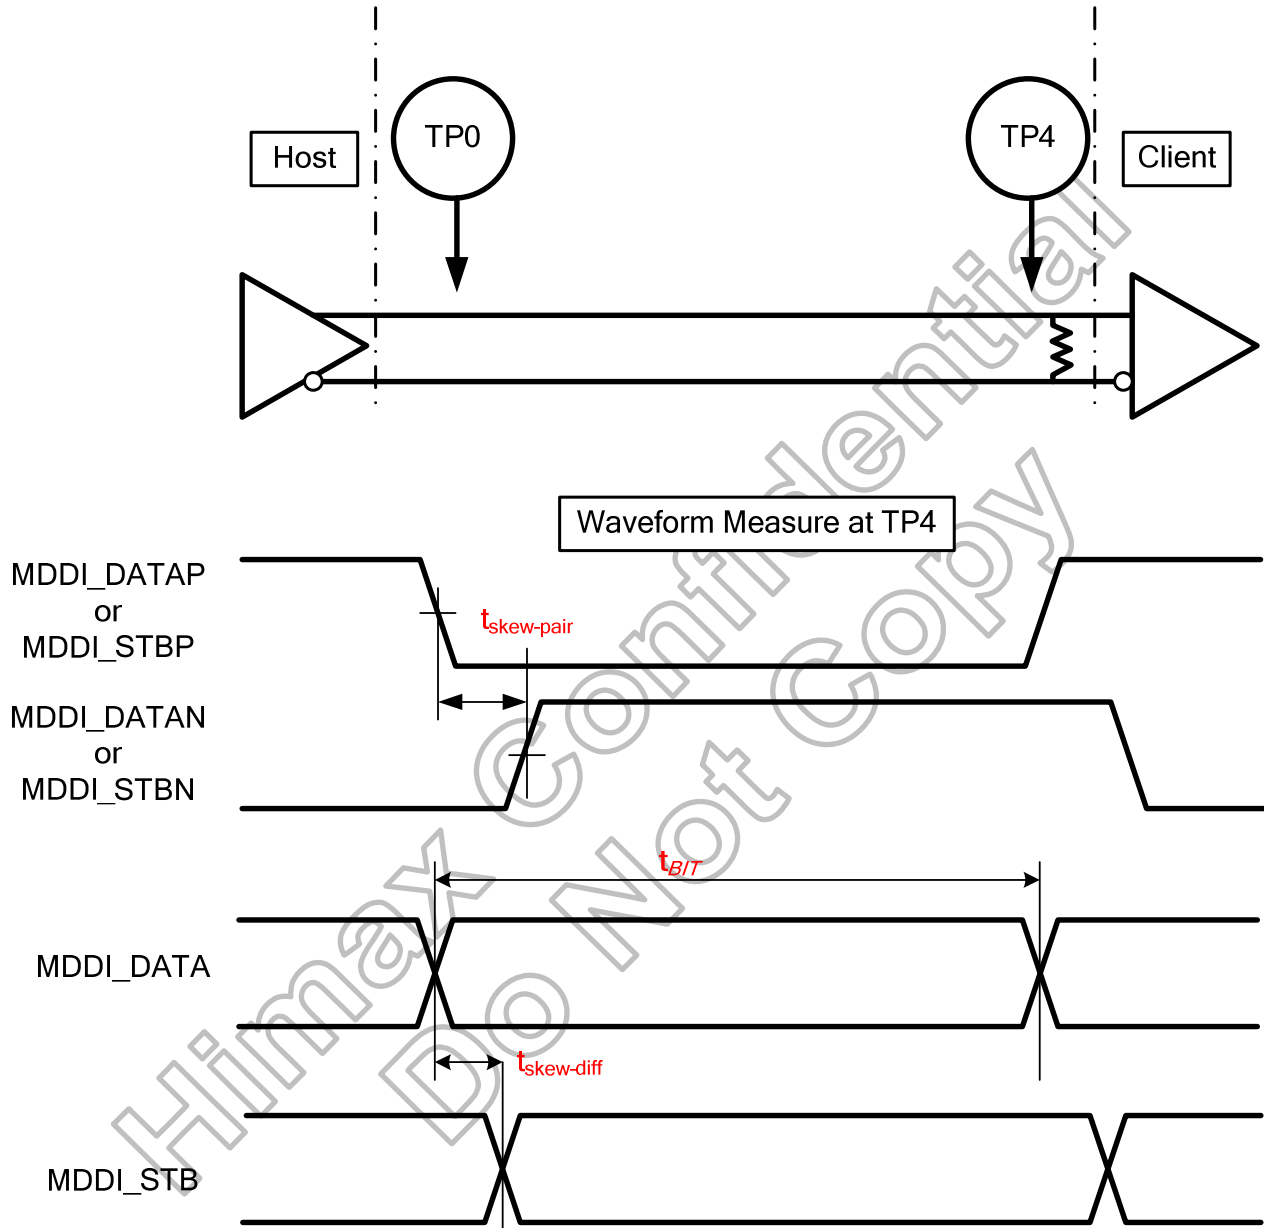 TP0
TP4
Host
Client
Waveform Measure at TP4
MDDI_DATAP
or
MDDI_STBP
tskew-pair
MDDI_DATAN
or
MDDI_STBN
tBIT
MDDI_DATA
tskew-diff
MDDI_STB
Himax Confidential
Do Not Copy